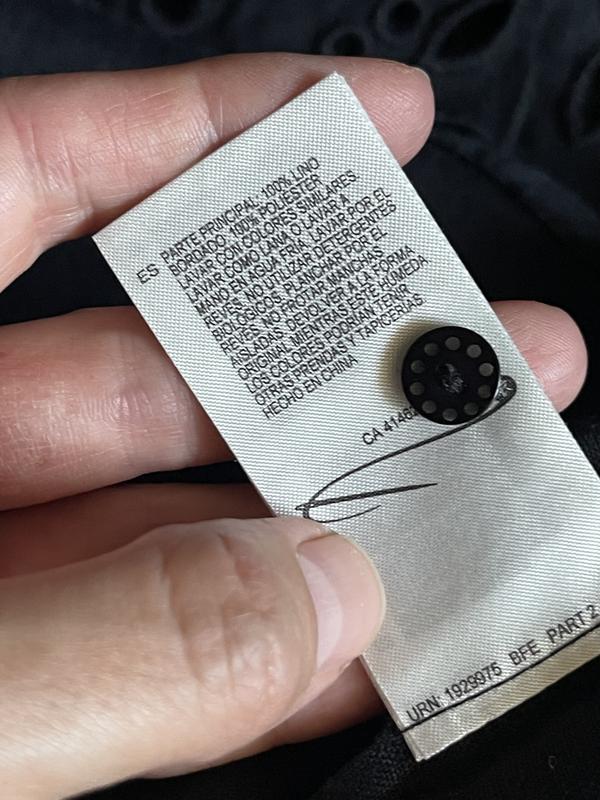 ES PARTE PRINCIPAL: 100% LINO
BORDADO: 100% POLIÉSTER
LAVAR CON COLORES SIMILARES.
LAVAR COMO LANA O LAVAR A
MANO EN AGUA FRÍA. LAVAR POR EL
REVÉS. NO UTILIZAR DETERGENTES
BIOLÓGICOS. PLANCHAR POR EL
REVÉS. NO FROTAR MANCHAS
AISLADAS. DEVOLVER A LA FORMA
ORIGINAL MIENTRAS ESTÉ HÚMEDA
LOS COLORES PODRÍAN TEÑIR
OTRAS PRENDAS Y TAPICERÍAS.
HECHO EN CHINA
CA
URN: 1929975 BFE PART 2